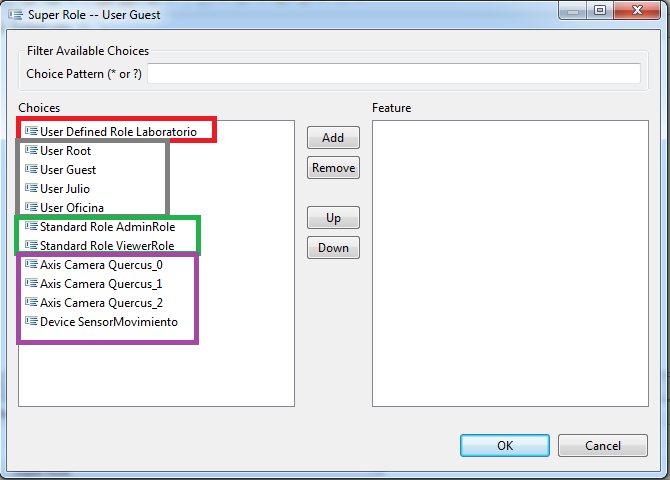 Super Role -- User Guest
Filter Available Choices
Choice Pattern (* or ?)
Choices
Feature
User Defined Role Laboratorio
User Root
User Guest
User Julio
User Oficina
Standard Role AdminRole
Standard Role ViewerRole
Axis Camera Quercus_0
Axis Camera Quercus_1
Axis Camera Quercus_2
Device SensorMovimiento
Add
Remove
Up
Down
OK
Cancel